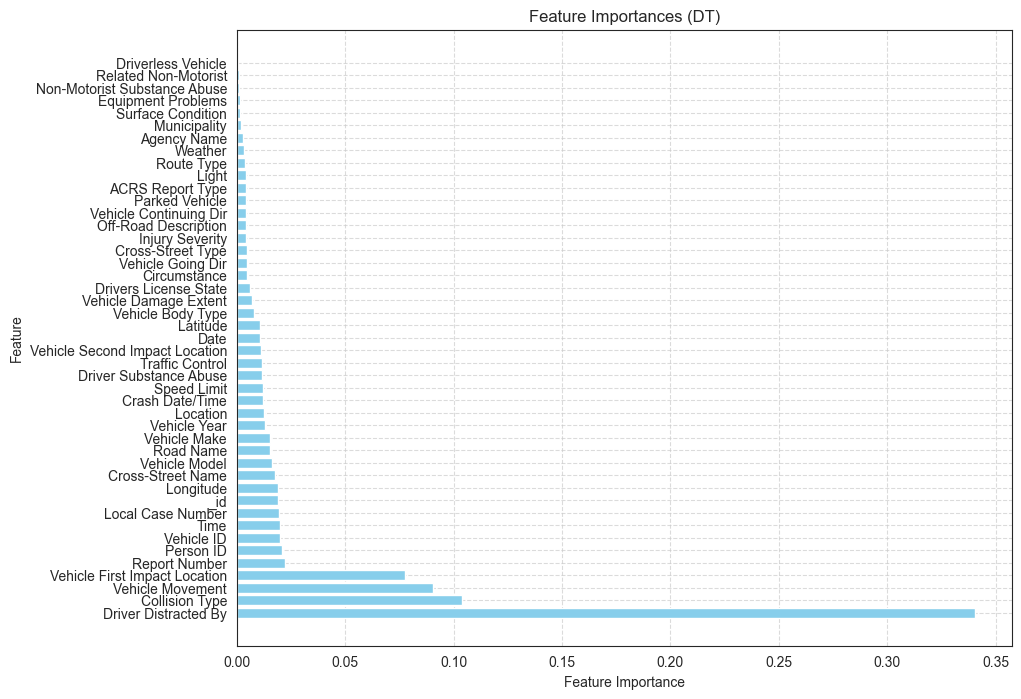 Feature Importances (DT)
Feature
Driverless Vehicle
Related Non-Motorist
Non-Motorist Substance Abuse
Equipment Problems
Surface Condition
Municipality
Agency Name
Weather
Route Type
Light
ACRS Report Type
Parked Vehicle
Vehicle Continuing Dir
Off-Road Description
Injury Severity
Cross-Street Type
Vehicle Going Dir
Circumstance
Drivers License State
Vehicle Damage Extent
Vehicle Body Type
Latitude
Date
Vehicle Second Impact Location
Traffic Control
Driver Substance Abuse
Speed Limit
Crash Date/Time
Location
Vehicle Year
Vehicle Make
Road Name
Vehicle Model
Cross-Street Name
Longitude
_id
Local Case Number
Time
Vehicle ID
Person ID
Report Number
Vehicle First Impact Location
Vehicle Movement
Collision Type
Driver Distracted By
0.00 0.05 0.10 0.15 0.20 0.25 0.30 0.35
Feature Importance